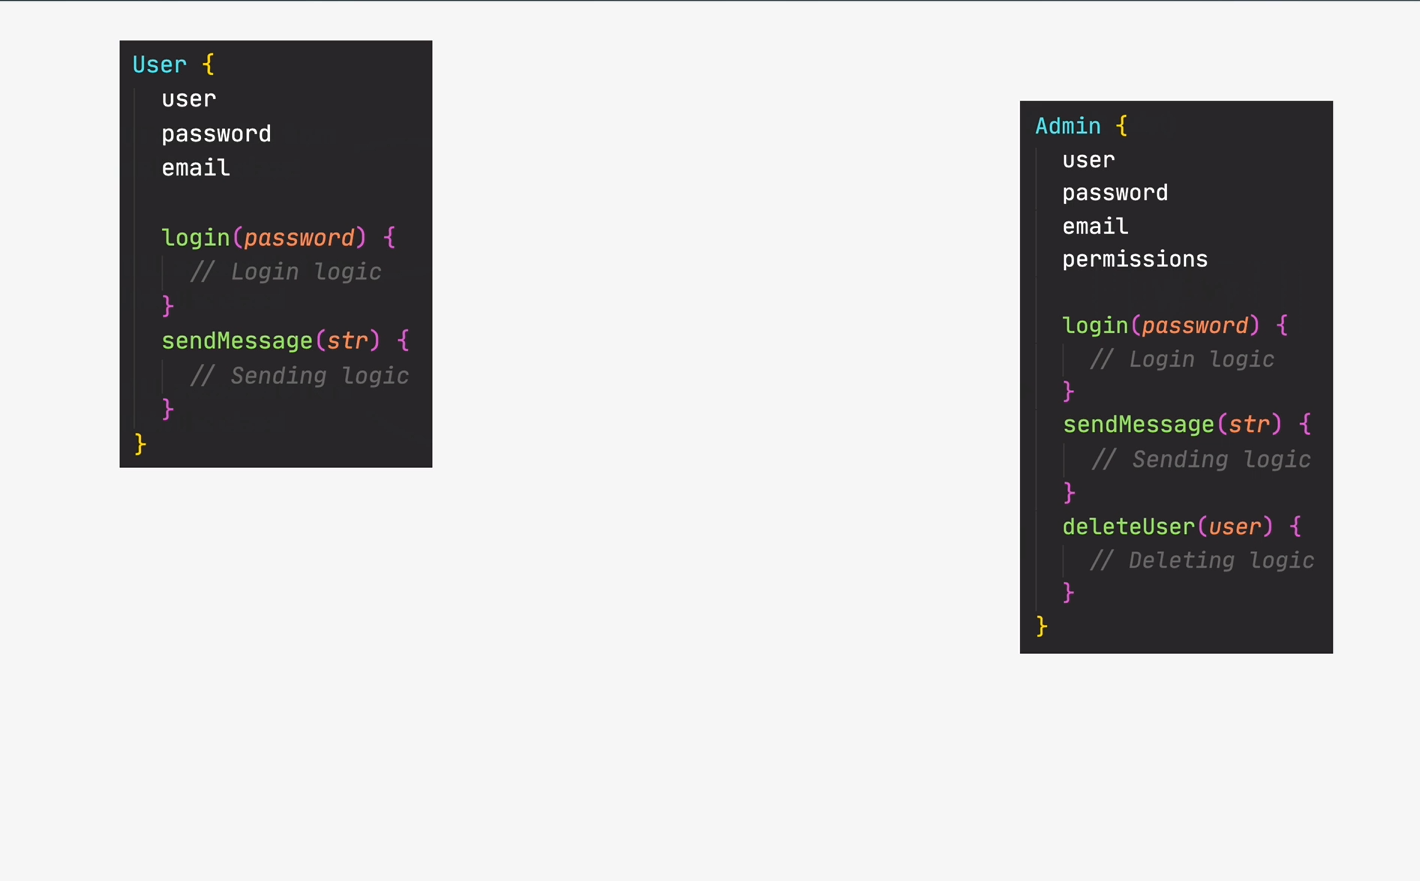 User {
user
password
email
login(password) {
// Login logic
}
sendMessage(str) {
// Sending logic
}
}
Admin {
user
password
email
permissions
login(password) {
// Login logic
}
sendMessage(str) {
// Sending logic
}
deleteUser(user) {
// Deleting logic
}
}